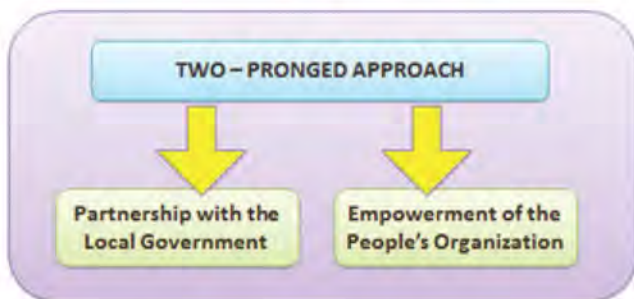 TWO – PRONGED APPROACH
Partnership with the
Local Government
Empowerment of the
People's Organization